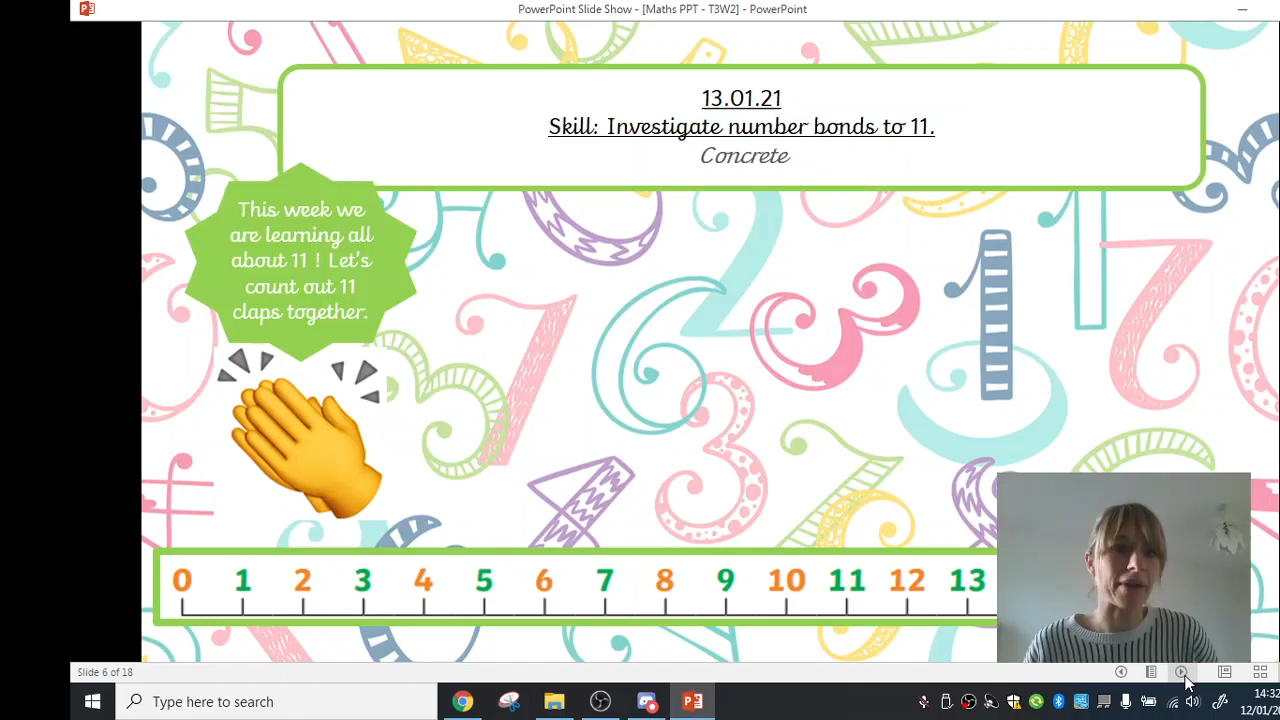 PowerPoint Slide Show - [Maths PPT - T3W2] - PowerPoint
13.01.21
Skill: Investigate number bonds to 11.
Concrete
This week we
are learning all
about 11 ! Let's
count out 11
claps together.
0 1 2 3 4 5 6 7 8 9 10 11 12 13
Slide 6 of 18
Type here to search
14:32
12/01/2